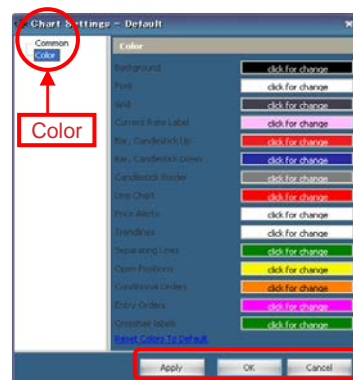 Chart Settings - Default
Common
Color
Color
Color
Background click for change
Font click for change
Grid click for change
Current Rate Label click for change
Bar, Candlestick Up click for change
Bar, Candlestick Down click for change
Candlestick Border click for change
Line Chart click for change
Price Alerts click for change
Trendlines click for change
Separating Lines click for change
Open Positions click for change
Conditional Orders click for change
Entry Orders click for change
Crosshair labels click for change
Reset Colors To Default
Apply OK Cancel